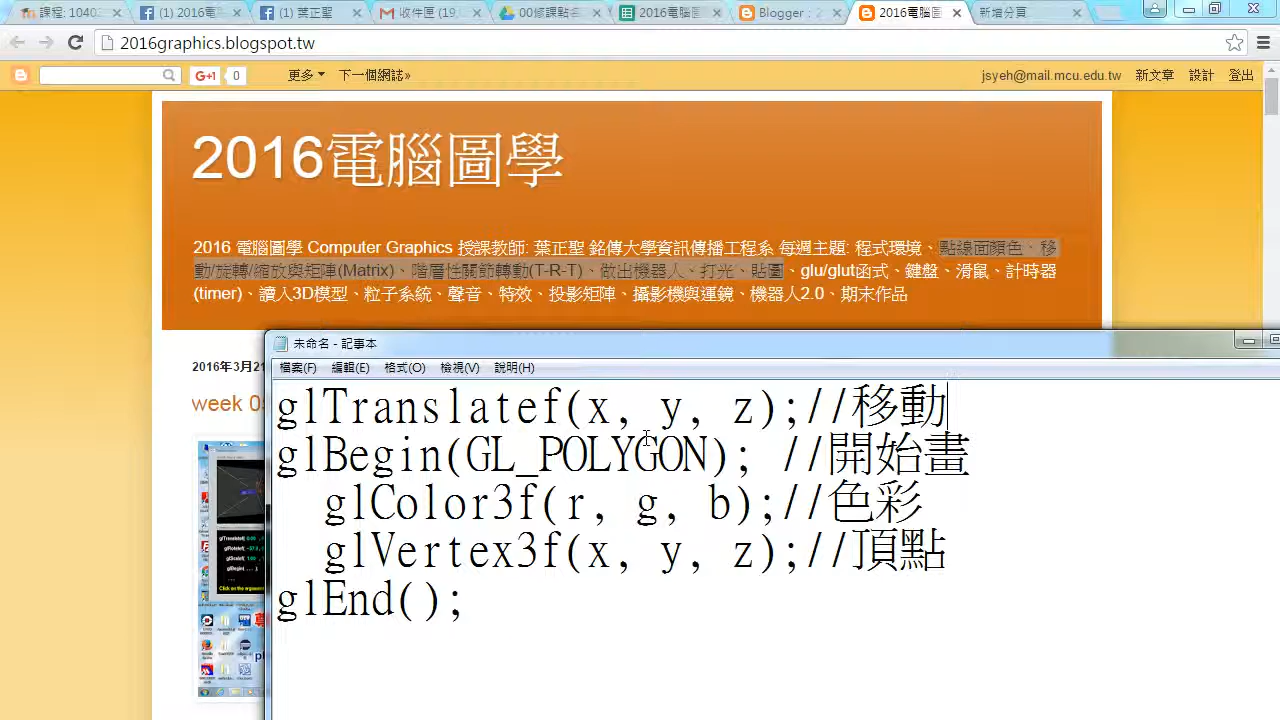 課程: 1040
(1) 2016電
(1) 葉正聖
收件匣 (19
00修課點名
2016電腦圖
Blogger : 2
2016電腦圖
新增分頁
2016graphics.blogspot.tw
G+1 0 更多 下一個網誌» jsyeh@mail.mcu.edu.tw 新文章 設計 登出
2016電腦圖學
2016 電腦圖學 Computer Graphics 授課教師: 葉正聖 銘傳大學資訊傳播工程系 每週主題: 程式環境、點線面顏色、移
動/旋轉/縮放與矩陣(Matrix)、階層性關節轉動(T-R-T)、做出機器人、打光、貼圖、glu/glut函式、鍵盤、滑鼠、計時器
(timer)、讀入3D模型、粒子系統、聲音、特效、投影矩陣、攝影機與運鏡、機器人2.0、期末作品
2016年3月21
week 0
未命名 - 記事本
檔案(F) 編輯(E) 格式(O) 檢視(V) 說明(H)
glTranslatef(x, y, z);//移動
glBegin(GL_POLYGON); //開始畫
glColor3f(r, g, b);//色彩
glVertex3f(x, y, z);//頂點
glEnd();